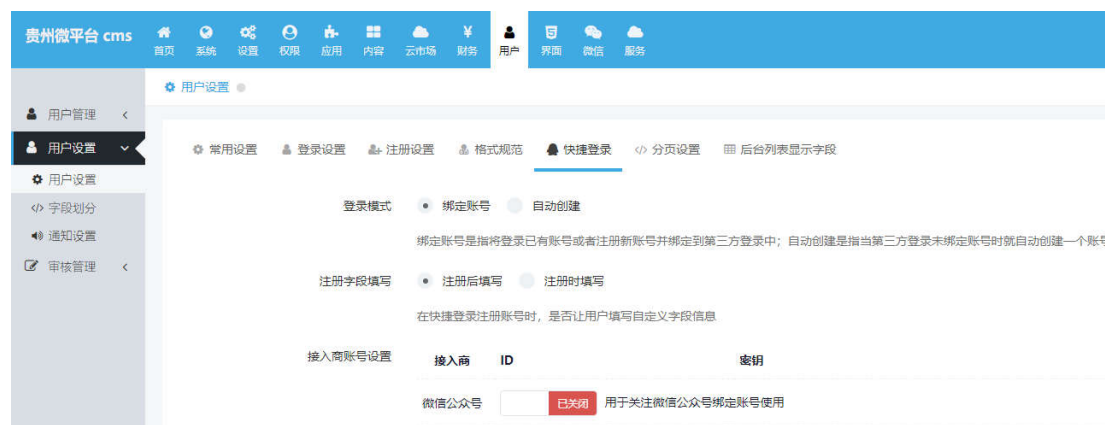 贵州微平台 cms
首页 系统 设置 权限 应用 内容 云市场 财务 用户 界面 微信 服务
用户设置
用户管理
用户设置
用户设置
字段划分
通知设置
审核管理
常用设置 登录设置 注册设置 格式规范 快捷登录 分页设置 后台列表显示字段
登录模式 绑定账号 自动创建
绑定账号是指将登录已有账号或者注册新账号并绑定到第三方登录中；自动创建是指当第三方登录未绑定账号时就自动创建一个账号
注册字段填写 注册后填写 注册时填写
在快捷登录注册账号时，是否让用户填写自定义字段信息
接入商账号设置 接入商 ID 密钥
微信公众号 已关闭 用于关注微信公众号绑定账号使用